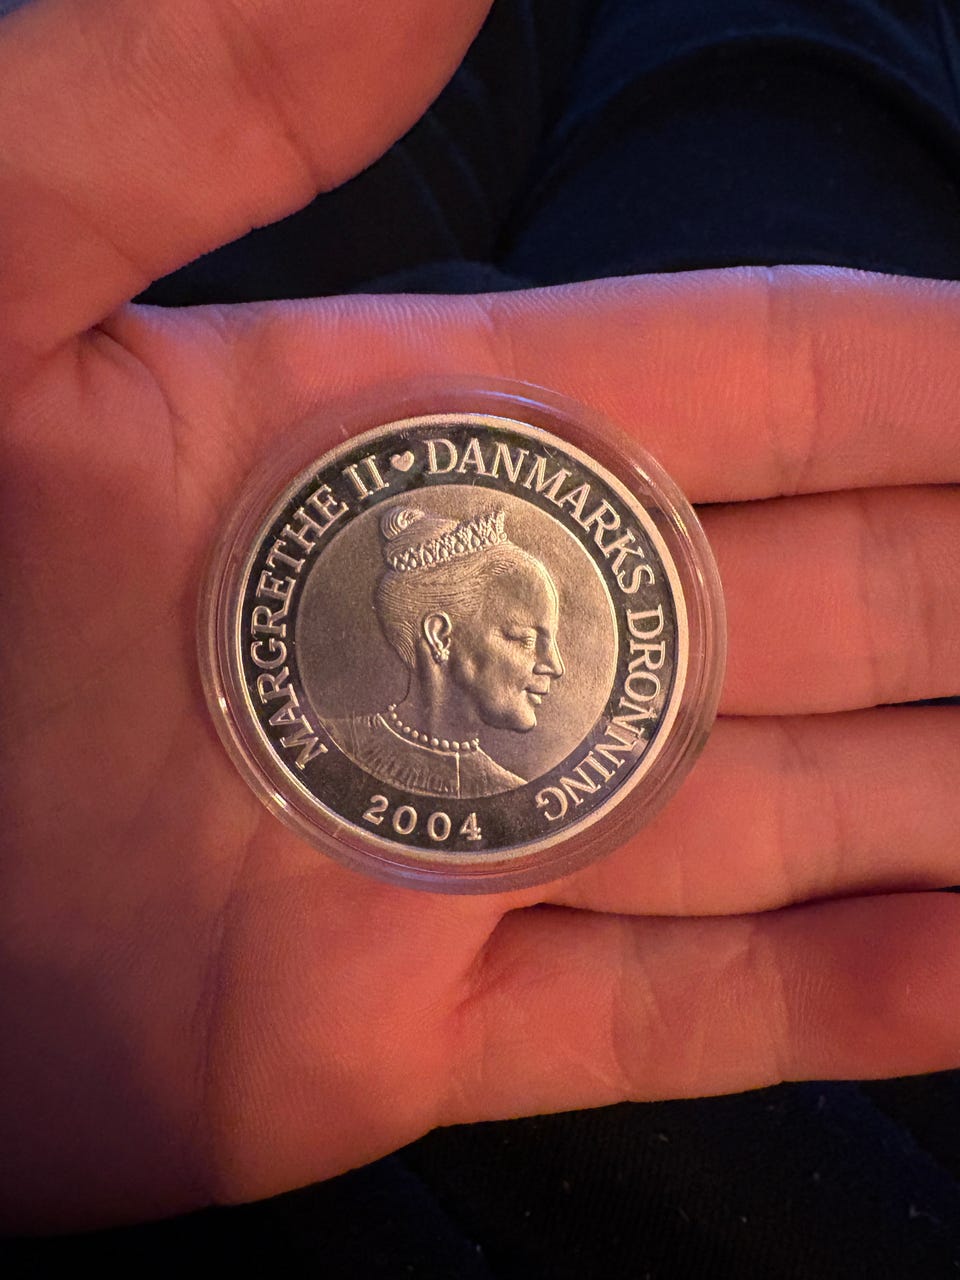 MARGRETHE II ♥ DANMARKS DRONNING
2004